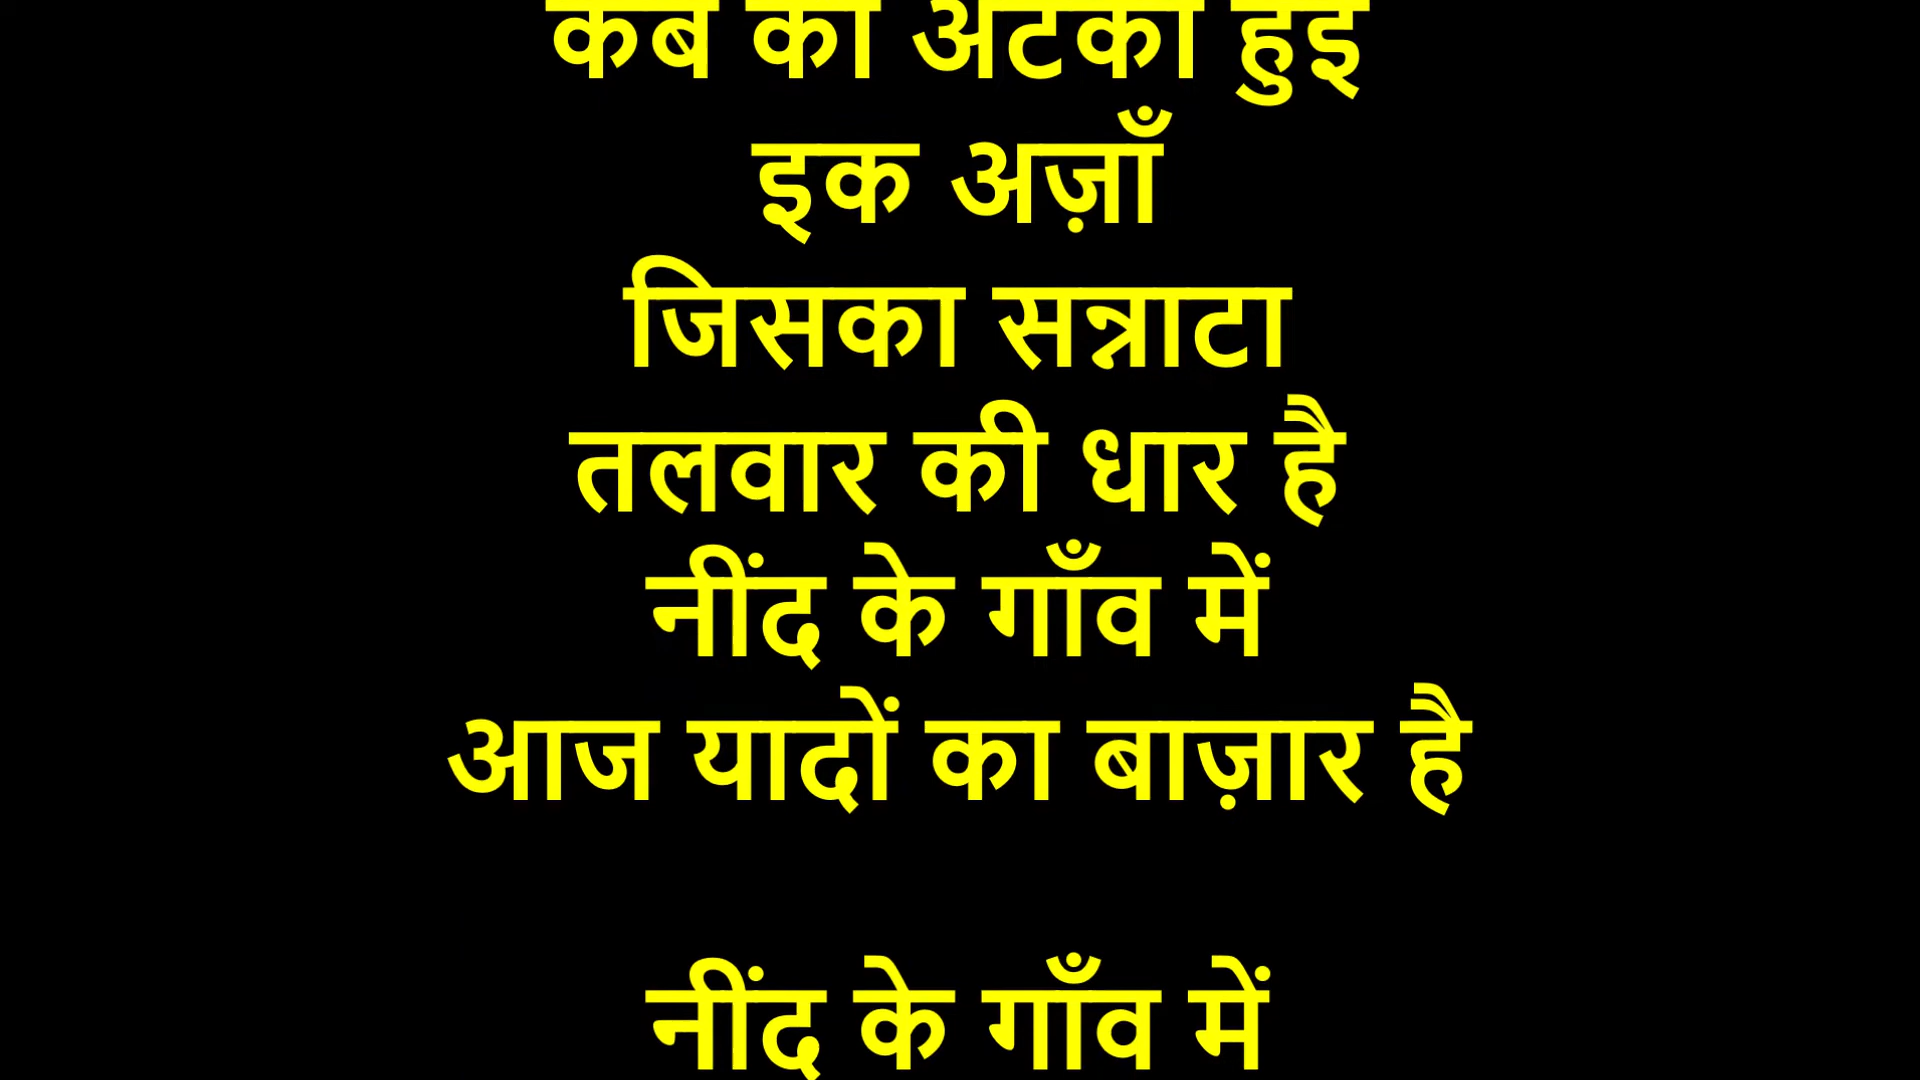 कब की अटकी हुई
इक अज़ाँ
जिसका सन्नाटा
तलवार की धार है
नींद के गाँव में
आज यादों का बाज़ार है
नींद के गाँव में